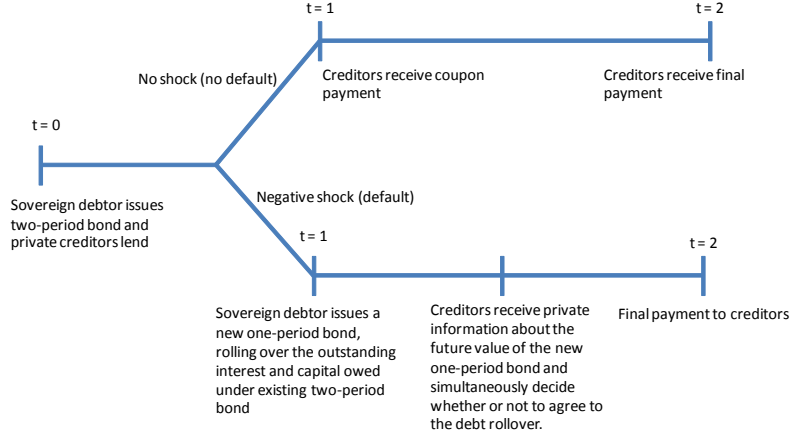 t = 1
t = 2
No shock (no default)
Creditors receive coupon
payment
Creditors receive final
payment
t = 0
Sovereign debtor issues
two-period bond and
private creditors lend
Negative shock (default)
t = 1
t = 2
Sovereign debtor issues a
new one-period bond,
rolling over the outstanding
interest and capital owed
under existing two-period
bond
Creditors receive private
information about the
future value of the new
one-period bond and
simultaneously decide
whether or not to agree to
the debt rollover.
Final payment to creditors